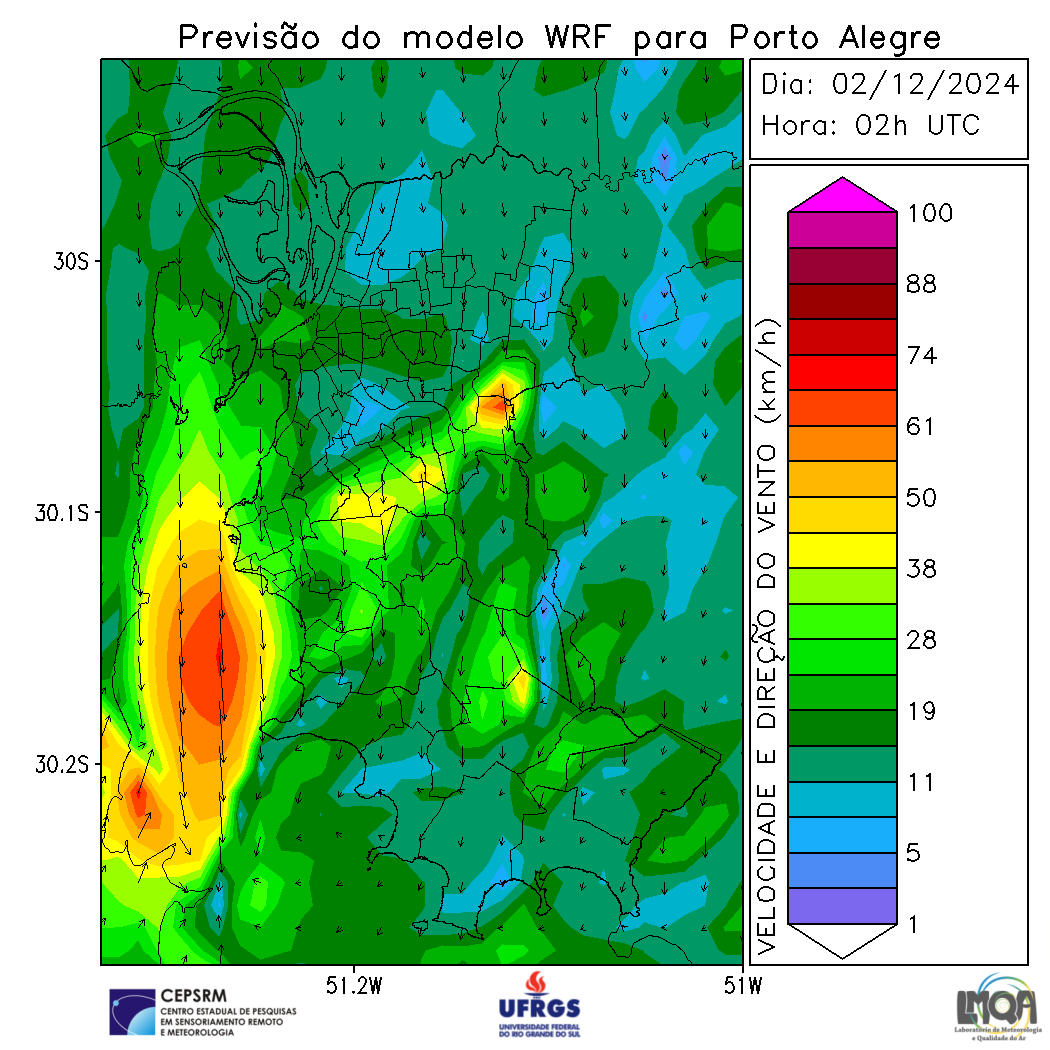 Previsão do modelo WRF para Porto Alegre
Dia: 02/12/2024
Hora: 02h UTC
30S
30.1S
30.2S
51.2W
51W
VELOCIDADE E DIREÇÃO DO VENTO (km/h)
100
88
74
61
50
38
28
19
11
5
1
CEPSRM
CENTRO ESTADUAL DE PESQUISAS
EM SENSORIAMENTO REMOTO
E METEOROLOGIA
UFRGS
UNIVERSIDADE FEDERAL
DO RIO GRANDE DO SUL
LMQA
Laboratório de Meteorologia
e Qualidade do Ar